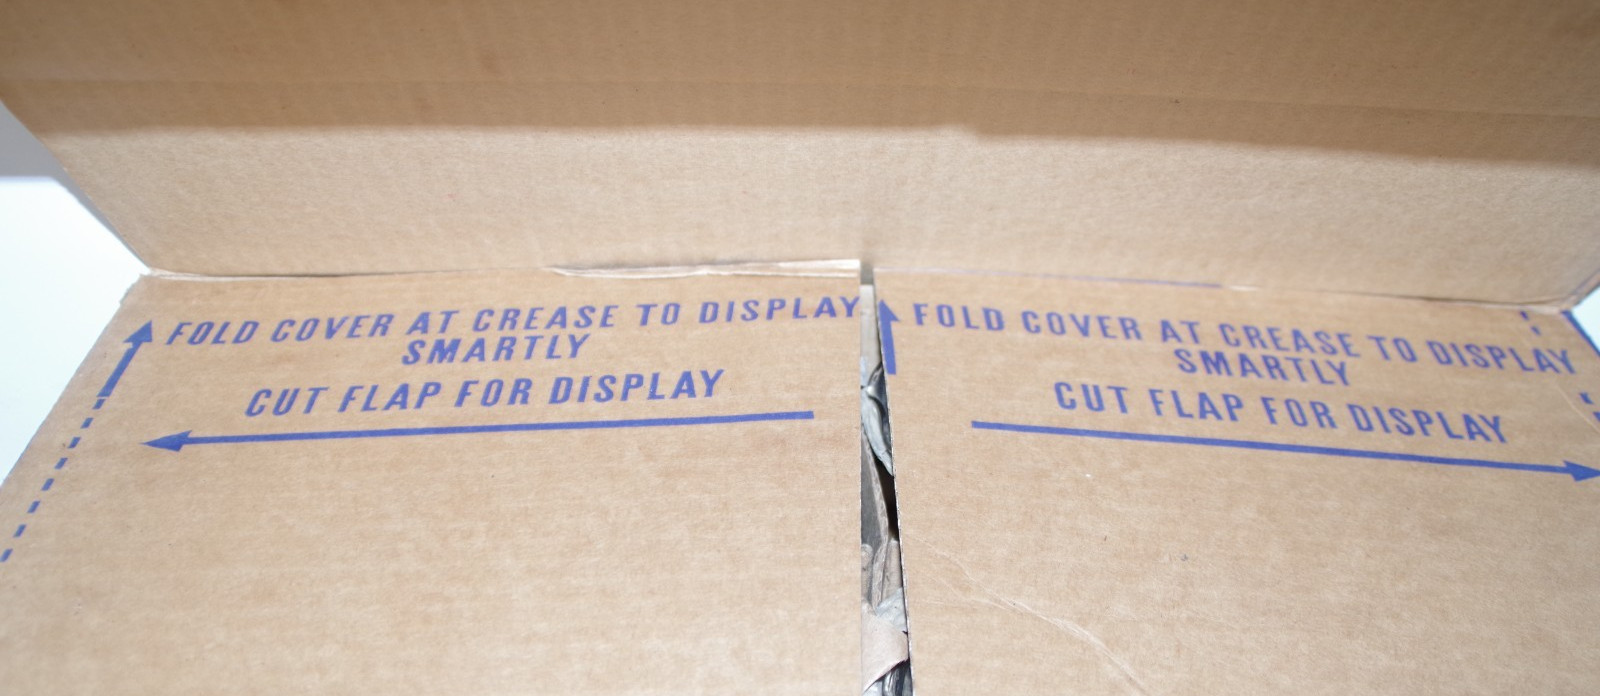 FOLD COVER AT CREASE TO DISPLAY
SMARTLY
CUT FLAP FOR DISPLAY
FOLD COVER AT CREASE TO DISPLAY
SMARTLY
CUT FLAP FOR DISPLAY